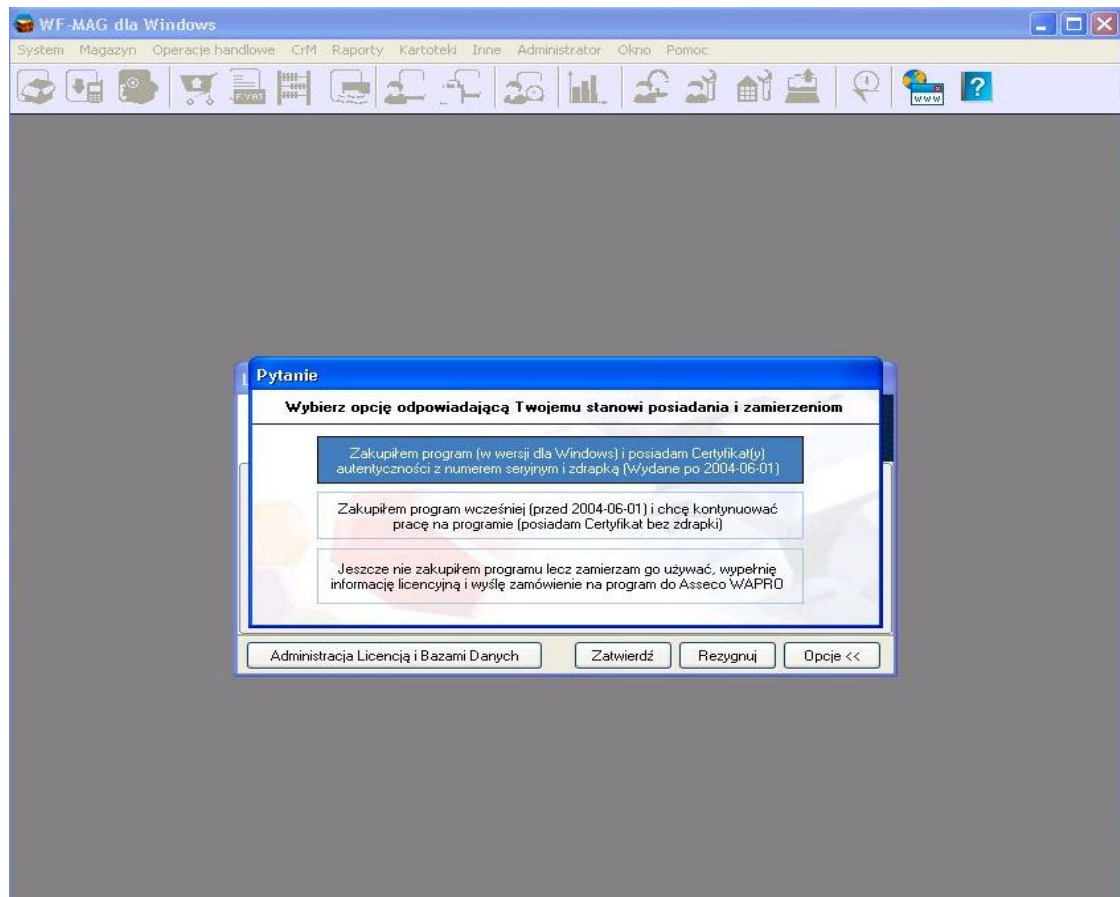 WF-MAG dla Windows
System Magazyn Operacje handlowe CrM Raporty Kartoteki Inne Administrator Okno Pomoc
F.VAT
www
?
Pytanie
Wybierz opcję odpowiadającą Twojemu stanowi posiadania i zamierzeniom
Zakupiłem program (w wersji dla Windows) i posiadam Certyfikat(y)
autentyczności z numerem seryjnym i zdrapką (Wydane po 2004-06-01)
Zakupiłem program wcześniej (przed 2004-06-01) i chcę kontynuować
pracę na programie (posiadam Certyfikat bez zdrapki)
Jeszcze nie zakupiłem programu lecz zamierzam go używać, wypełnię
informację licencyjną i wyślę zamówienie na program do Asseco WAPRO
Administracja Licencją i Bazami Danych Zatwierdź Rezygnuj Opcje <<